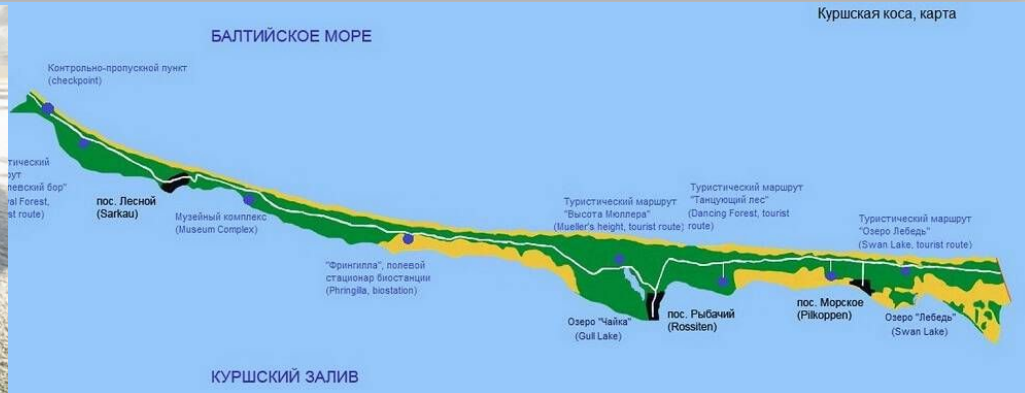 Куршская коса, карта
БАЛТИЙСКОЕ МОРЕ
Контрольно-пропускной пункт
(checkpoint)
тический
рут
левский бор"
al Forest,
st route)
пос. Лесной
(Sarkau)
Музейный комплекс
(Museum Complex)
"Фрингилла", полевой
стационар биостанции
(Phringilla, biostation)
Туристический маршрут
"Высота Мюллера"
(Mueller's height, tourist route)
Туристический маршрут
"Танцующий лес"
(Dancing Forest, tourist
route)
Туристический маршрут
"Озеро Лебедь"
(Swan Lake, tourist route)
Озеро "Чайка"
(Gull Lake)
пос. Рыбачий
(Rossiten)
пос. Морское
(Pilkoppen)
Озеро "Лебедь"
(Swan Lake)
КУРШСКИЙ ЗАЛИВ